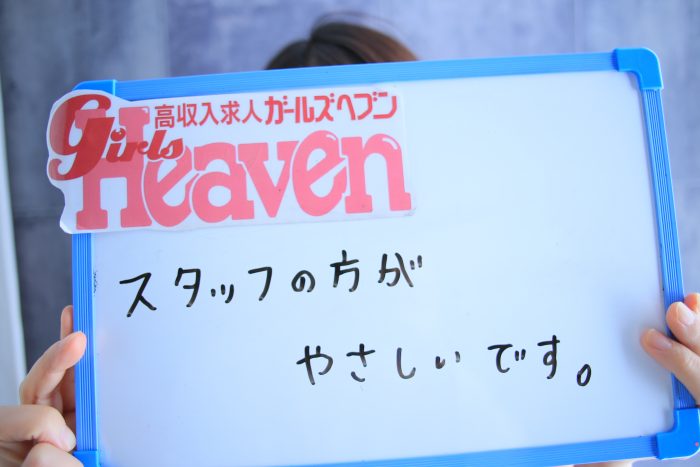 高収入求人ガールズヘブン
Girls
Heaven
スタッフの方が
やさしいです。